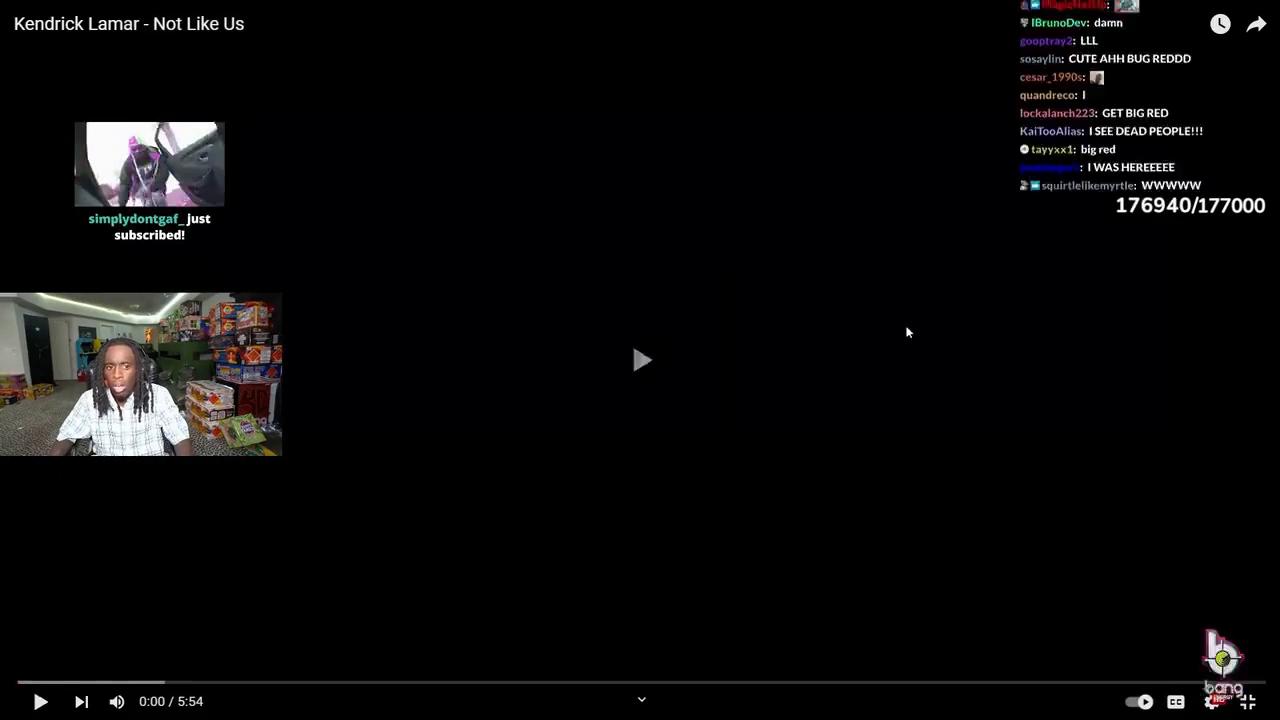 Kendrick Lamar - Not Like Us
IBrunoDev: damn
gooptray2: LLL
sosaylin: CUTE AHH BUG REDDD
cesar_1990s:
quandreco: I
lockalanch223: GET BIG RED
KaiTooAlias: I SEE DEAD PEOPLE!!!
tayyxx1: big red
: I WAS HEREEEEE
squirtlelikemyrtle: WWWWW
176940/177000
simplydontgaf_ just
subscribed!
0:00 / 5:54
CC
bang